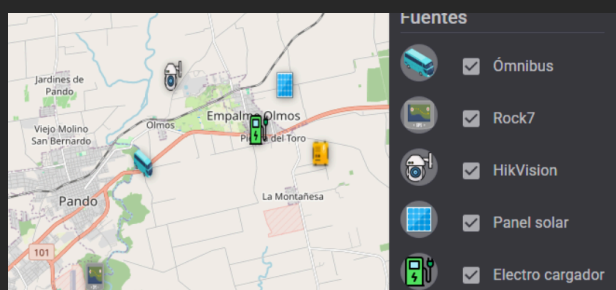 Fuentes
Ómnibus
Rock7
HikVision
Panel solar
Electro cargador
Jardines de
Pando
Viejo Molino
San Bernardo
Olmos
Empalme Olmos
Piedra del Toro
La Montañesa
Pando
101